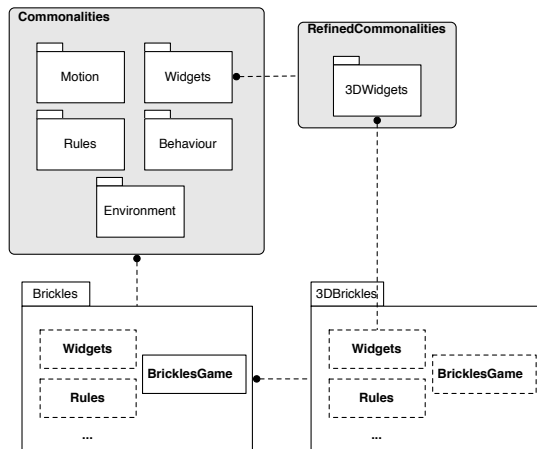 Commonalities
Motion
Widgets
Rules
Behaviour
Environment
RefinedCommonalities
3DWidgets
Brickles
Widgets
BricklesGame
Rules
...
3DBrickles
Widgets
BricklesGame
Rules
...